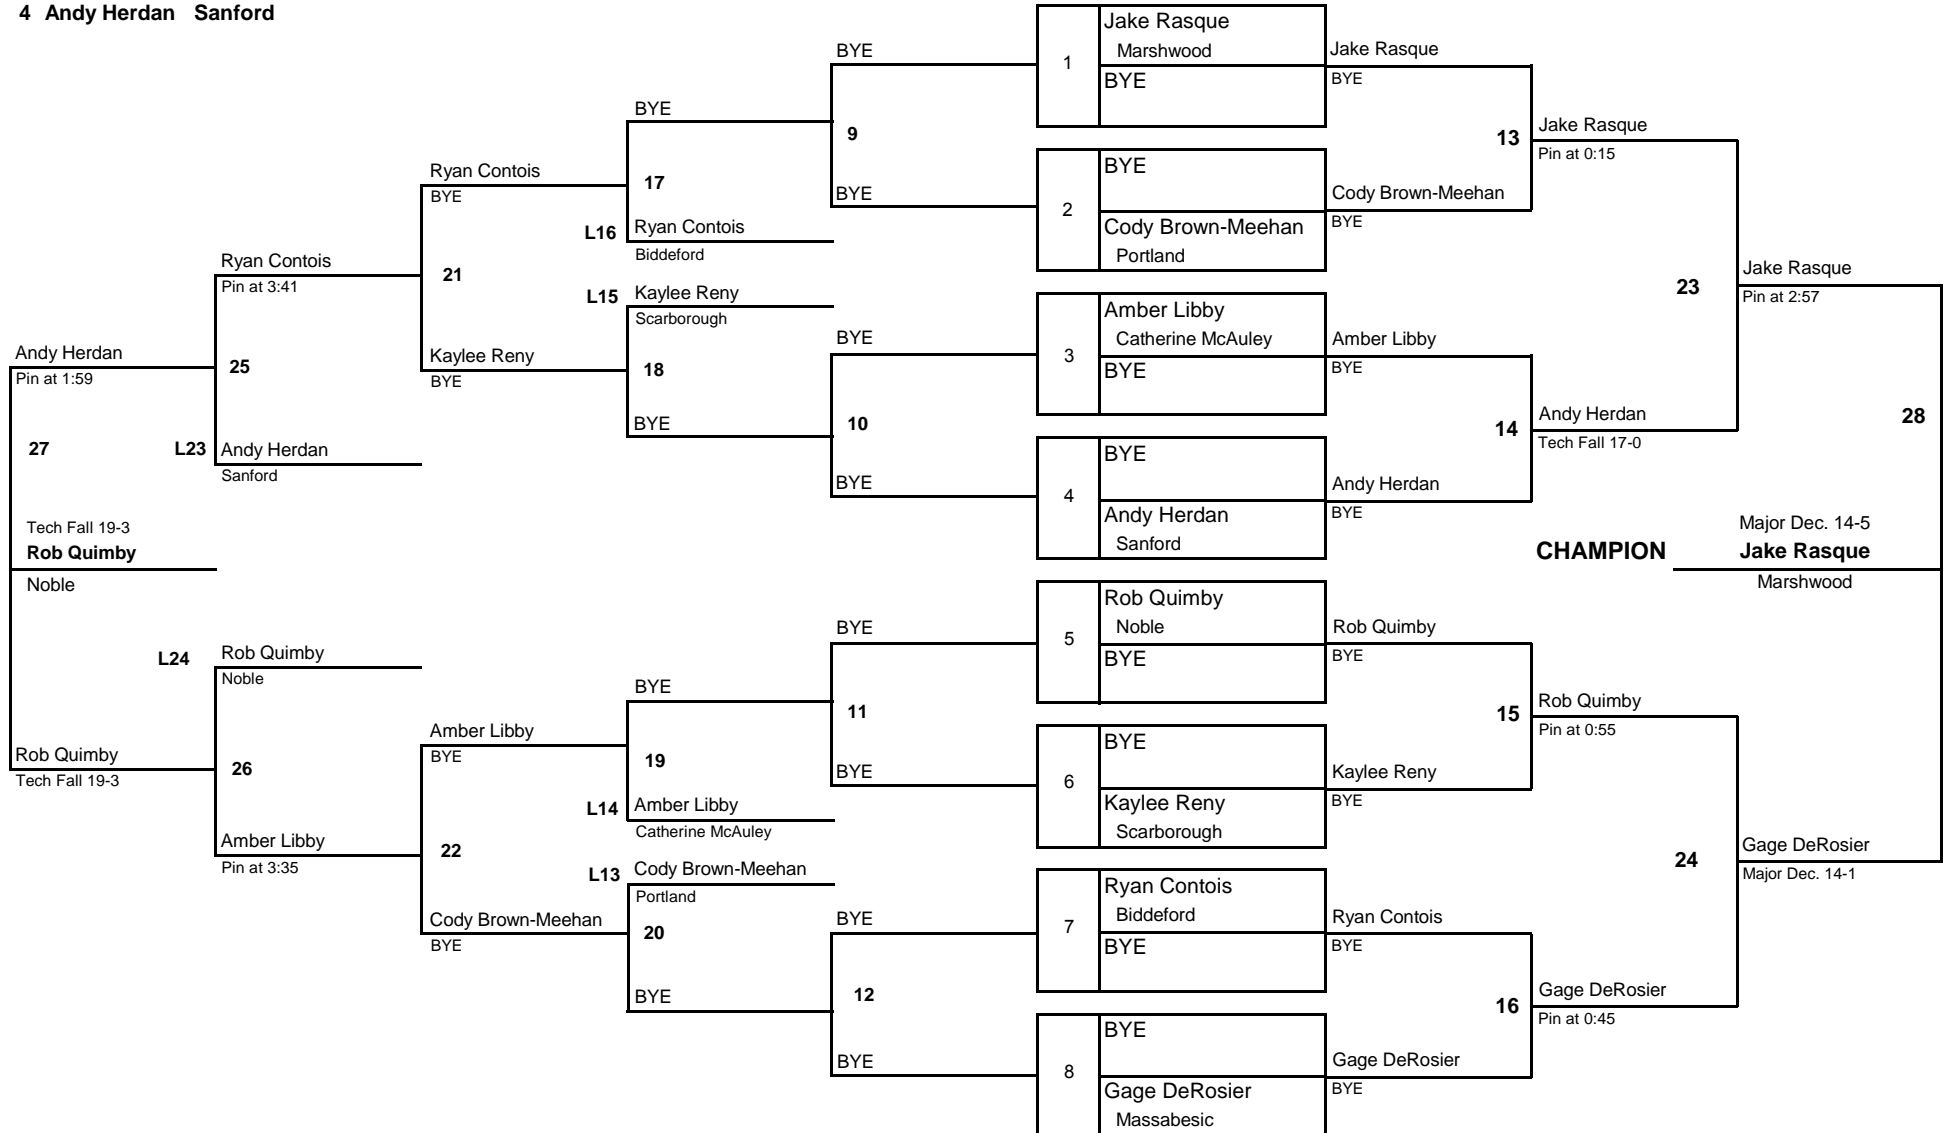 4 Andy Herdan Sanford
Andy Herdan
Pin at 1:59
27
Tech Fall 19-3
Rob Quimby
Noble
Rob Quimby
Tech Fall 19-3
Ryan Contois
Pin at 3:41
25
L23 Andy Herdan
Sanford
L24 Rob Quimby
Noble
26
Amber Libby
Pin at 3:35
Ryan Contois
BYE
21
Kaylee Reny
BYE
Amber Libby
BYE
22
Cody Brown-Meehan
BYE
BYE
17
L16 Ryan Contois
Biddeford
L15 Kaylee Reny
Scarborough
18
BYE
BYE
19
L14 Amber Libby
Catherine McAuley
L13 Cody Brown-Meehan
Portland
20
BYE
BYE
9
BYE
BYE
10
BYE
BYE
11
BYE
BYE
12
BYE
1
Jake Rasque
Marshwood
BYE
2
BYE
Cody Brown-Meehan
Portland
3
Amber Libby
Catherine McAuley
BYE
4
BYE
Andy Herdan
Sanford
5
Rob Quimby
Noble
BYE
6
BYE
Kaylee Reny
Scarborough
7
Ryan Contois
Biddeford
BYE
8
BYE
Gage DeRosier
Massabesic
Jake Rasque
BYE
13
Cody Brown-Meehan
BYE
Amber Libby
BYE
14
Andy Herdan
BYE
Rob Quimby
BYE
15
Kaylee Reny
BYE
Ryan Contois
BYE
16
Gage DeRosier
BYE
Jake Rasque
Pin at 0:15
23
Andy Herdan
Tech Fall 17-0
Rob Quimby
Pin at 0:55
24
Gage DeRosier
Pin at 0:45
Jake Rasque
Pin at 2:57
28
Major Dec. 14-5
CHAMPION Jake Rasque
Marshwood
Gage DeRosier
Major Dec. 14-1